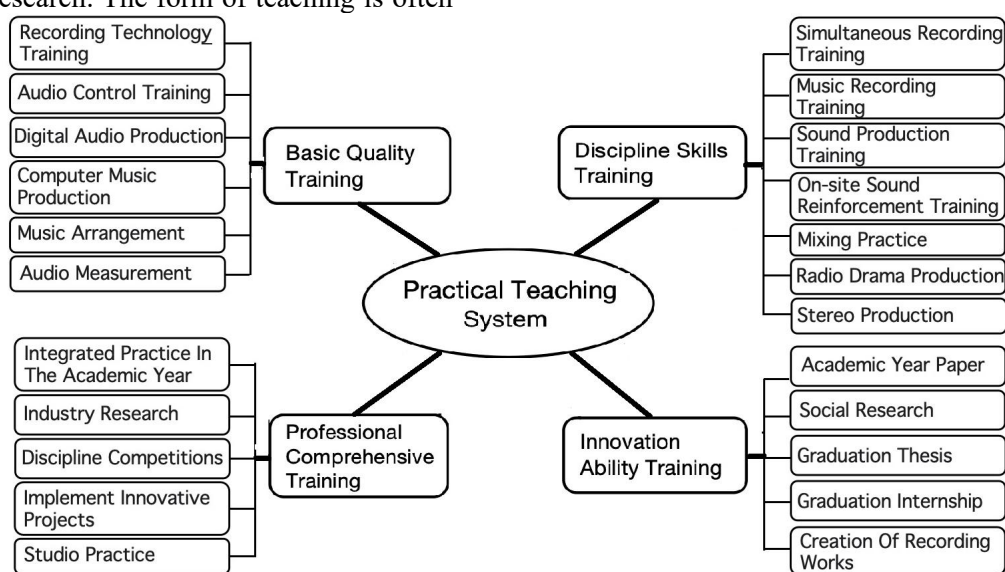 esearch. The form of teaching is often
Recording Technology
Training
Audio Control Training
Digital Audio Production
Computer Music
Production
Music Arrangement
Audio Measurement
Basic Quality
Training
Discipline Skills
Training
Simultaneous Recording
Training
Music Recording
Training
Sound Production
Training
On-site Sound
Reinforcement Training
Mixing Practice
Radio Drama Production
Stereo Production
Practical Teaching
System
Integrated Practice In
The Academic Year
Industry Research
Discipline Competitions
Implement Innovative
Projects
Studio Practice
Professional
Comprehensive
Training
Innovation
Ability Training
Academic Year Paper
Social Research
Graduation Thesis
Graduation Internship
Creation Of Recording
Works